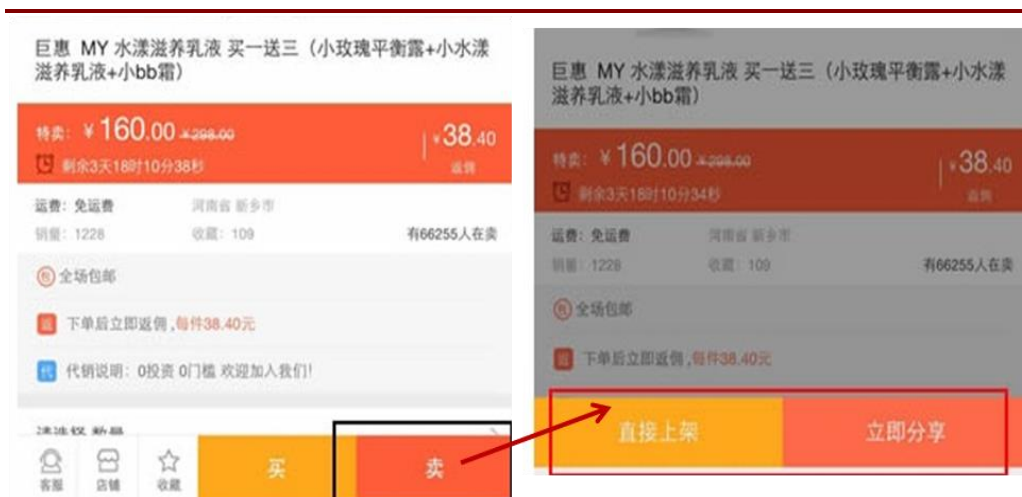 巨惠 MY 水漾滋养乳液 买一送三（小玫瑰平衡露+小水漾
滋养乳液+小bb霜）
特卖: ¥160.00 ¥298.00
¥38.40
剩余3天18时10分38秒
返佣
运费: 免运费
河南省 新乡市
销量: 1228
收藏: 109
有66255人在卖
包 全场包邮
返 下单后立即返佣,每件38.40元
代 代销说明: 0投资 0门槛 欢迎加入我们!
请选择 数量
客服
店铺
收藏
买
卖
巨惠 MY 水漾滋养乳液 买一送三（小玫瑰平衡露+小水漾
滋养乳液+小bb霜）
特卖: ¥160.00 ¥298.00
¥38.40
剩余3天18时10分34秒
返佣
运费: 免运费
河南省 新乡市
销量: 1228
收藏: 109
有66255人在卖
包 全场包邮
返 下单后立即返佣,每件38.40元
直接上架
立即分享